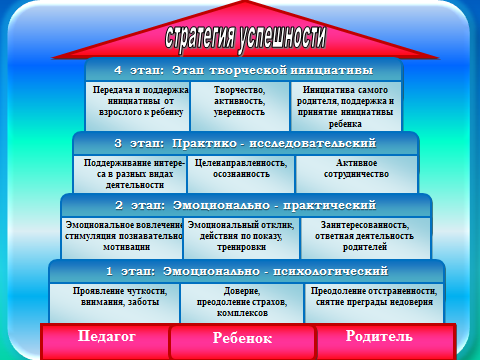 стратегия успешности
4 этап: Этап творческой инициативы
Передача и поддержка
инициативы от
взрослого к ребенку
Творчество,
активность,
уверенность
Инициатива самого
родителя, поддержка и
принятие инициативы
ребенка
3 этап: Практико - исследовательский
Поддерживание интере-
са в разных видах
деятельности
Целенаправленность,
осознанность
Активное
сотрудничество
2 этап: Эмоционально - практический
Эмоциональное вовлечение
стимуляция познавательно
мотивации
Эмоциональный отклик,
действия по показу,
тренировки
Заинтересованность,
ответная деятельность
родителей
1 этап: Эмоционально - психологический
Проявление чуткости,
внимания, заботы
Доверие,
преодоление страхов,
комплексов
Преодоление отстраненности,
снятие преграды недоверия
Педагог
Ребенок
Родитель